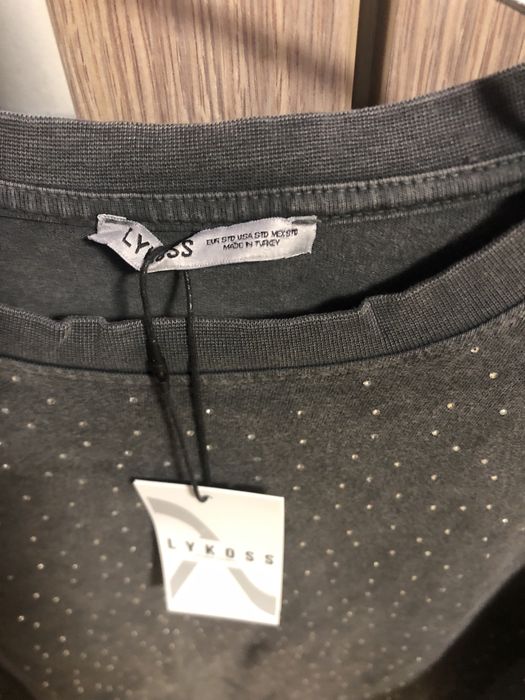 LYKOSS
EUR STD USA STD MEX STD
MADE IN TURKEY
LYKOSS